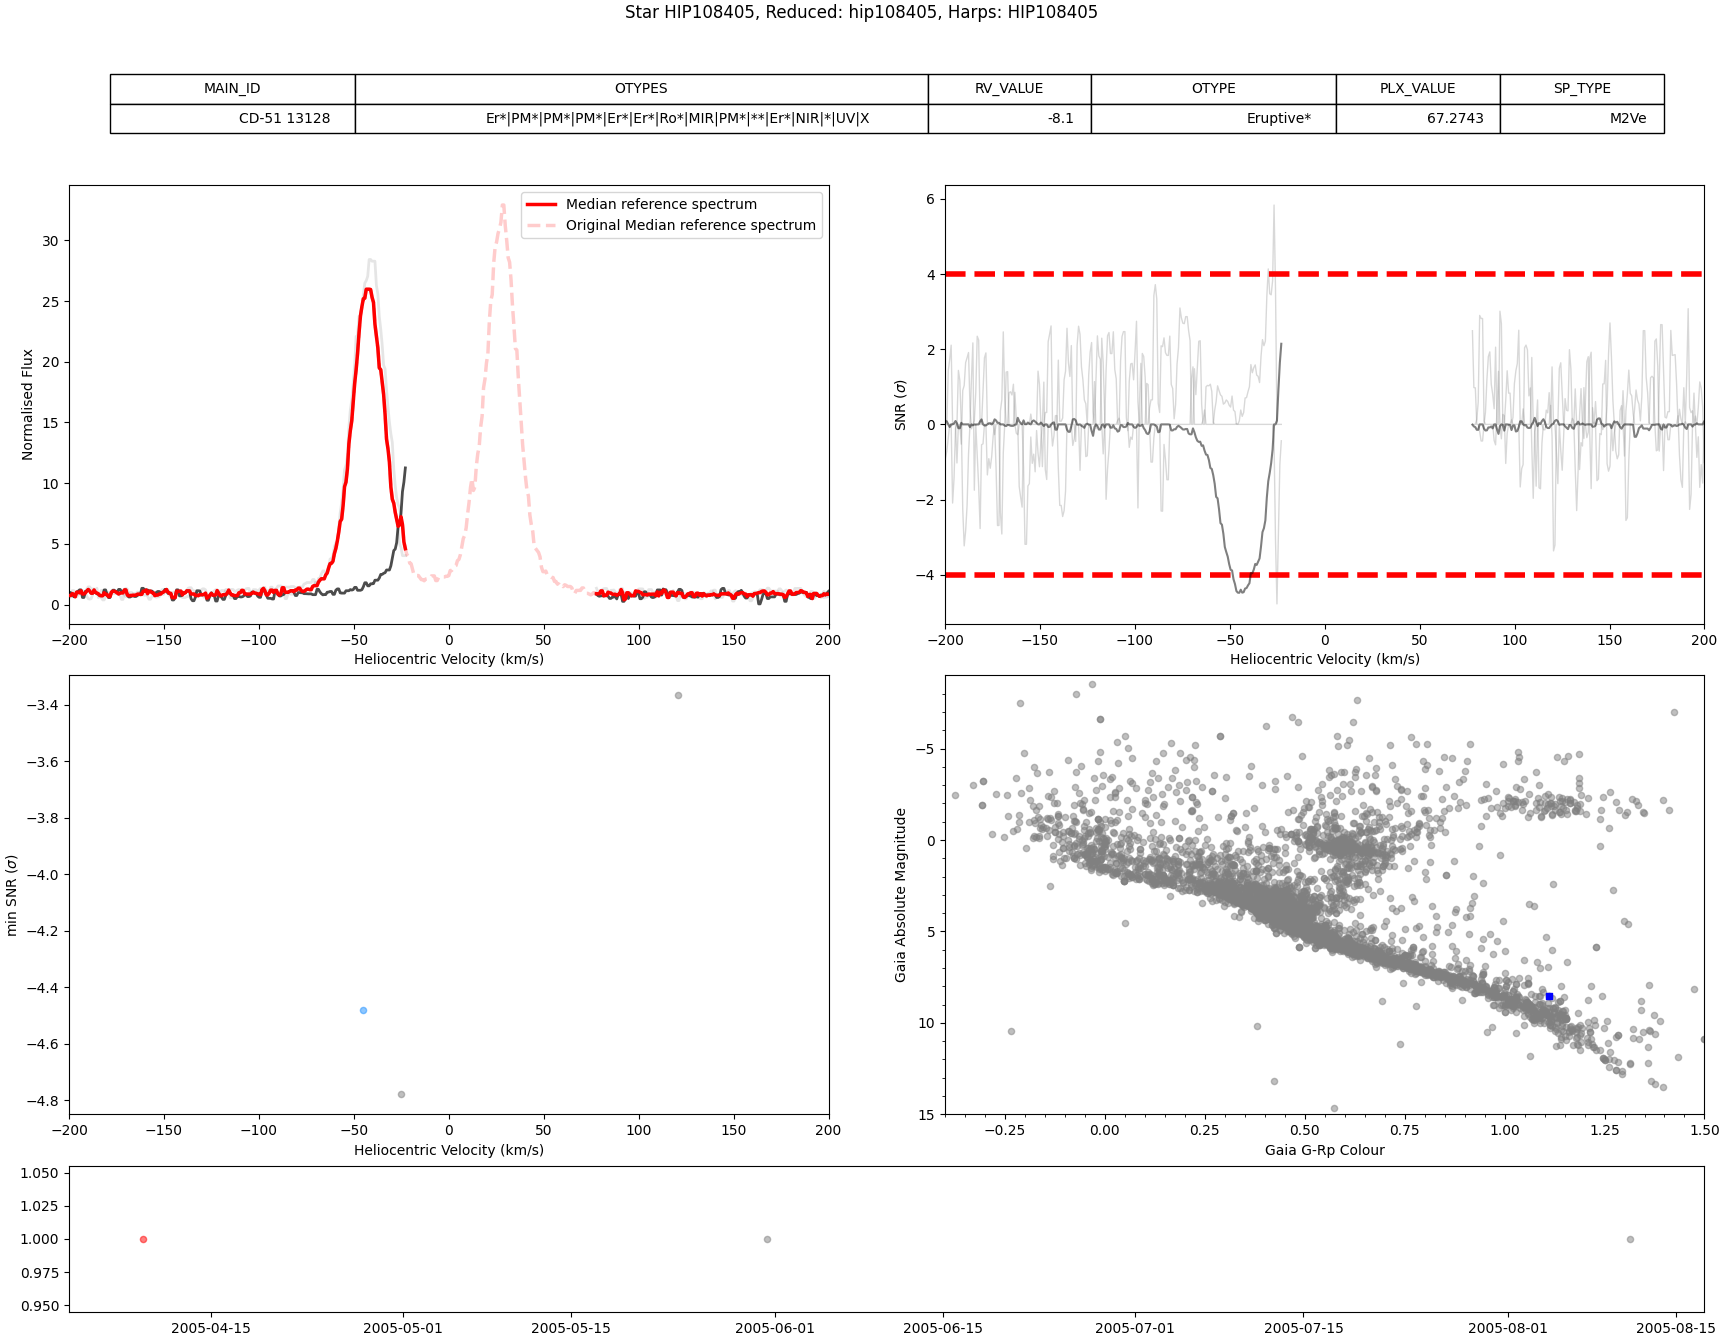 Star HIP108405, Reduced: hip108405, Harps: HIP108405
MAIN_ID OTYPES RV_VALUE OTYPE PLX_VALUE SP_TYPE
CD-51 13128 Er*|PM*|PM*|PM*|Er*|Er*|Ro*|MIR|PM*|**|Er*|NIR|*|UV|X -8.1 Eruptive* 67.2743 M2Ve
Median reference spectrum
Original Median reference spectrum
Normalised Flux
30
25
20
15
10
5
0
−200 −150 −100 −50 0 50 100 150 200
Heliocentric Velocity (km/s)
SNR (σ)
6
4
2
0
−2
−4
−200 −150 −100 −50 0 50 100 150 200
Heliocentric Velocity (km/s)
min SNR (σ)
−3.4
−3.6
−3.8
−4.0
−4.2
−4.4
−4.6
−4.8
−200 −150 −100 −50 0 50 100 150 200
Heliocentric Velocity (km/s)
Gaia Absolute Magnitude
−5
0
5
10
15
−0.25 0.00 0.25 0.50 0.75 1.00 1.25 1.50
Gaia G-Rp Colour
1.050
1.025
1.000
0.975
0.950
2005-04-15 2005-05-01 2005-05-15 2005-06-01 2005-06-15 2005-07-01 2005-07-15 2005-08-01 2005-08-15